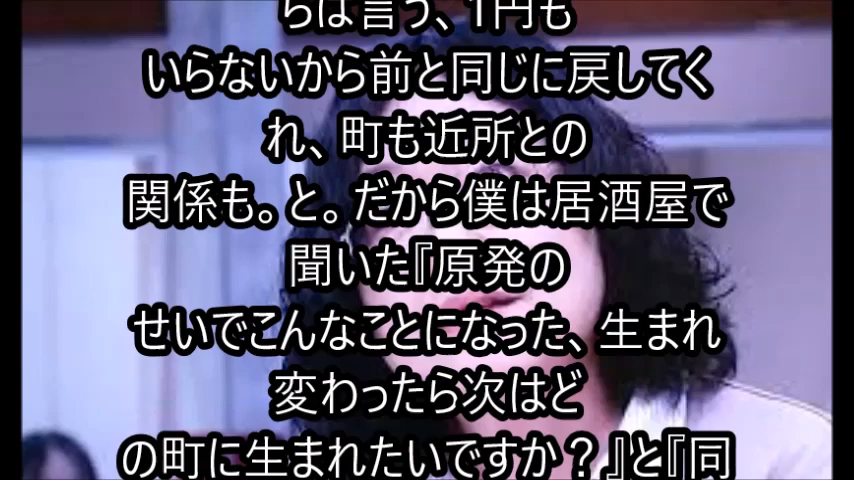 らは言う、1円も
いらないから前と同じに戻してく
れ、町も近所との
関係も。と。だから僕は居酒屋で
聞いた『原発の
せいでこんなことになった、生まれ
変わったら次はど
の町に生まれたいですか？』と『同